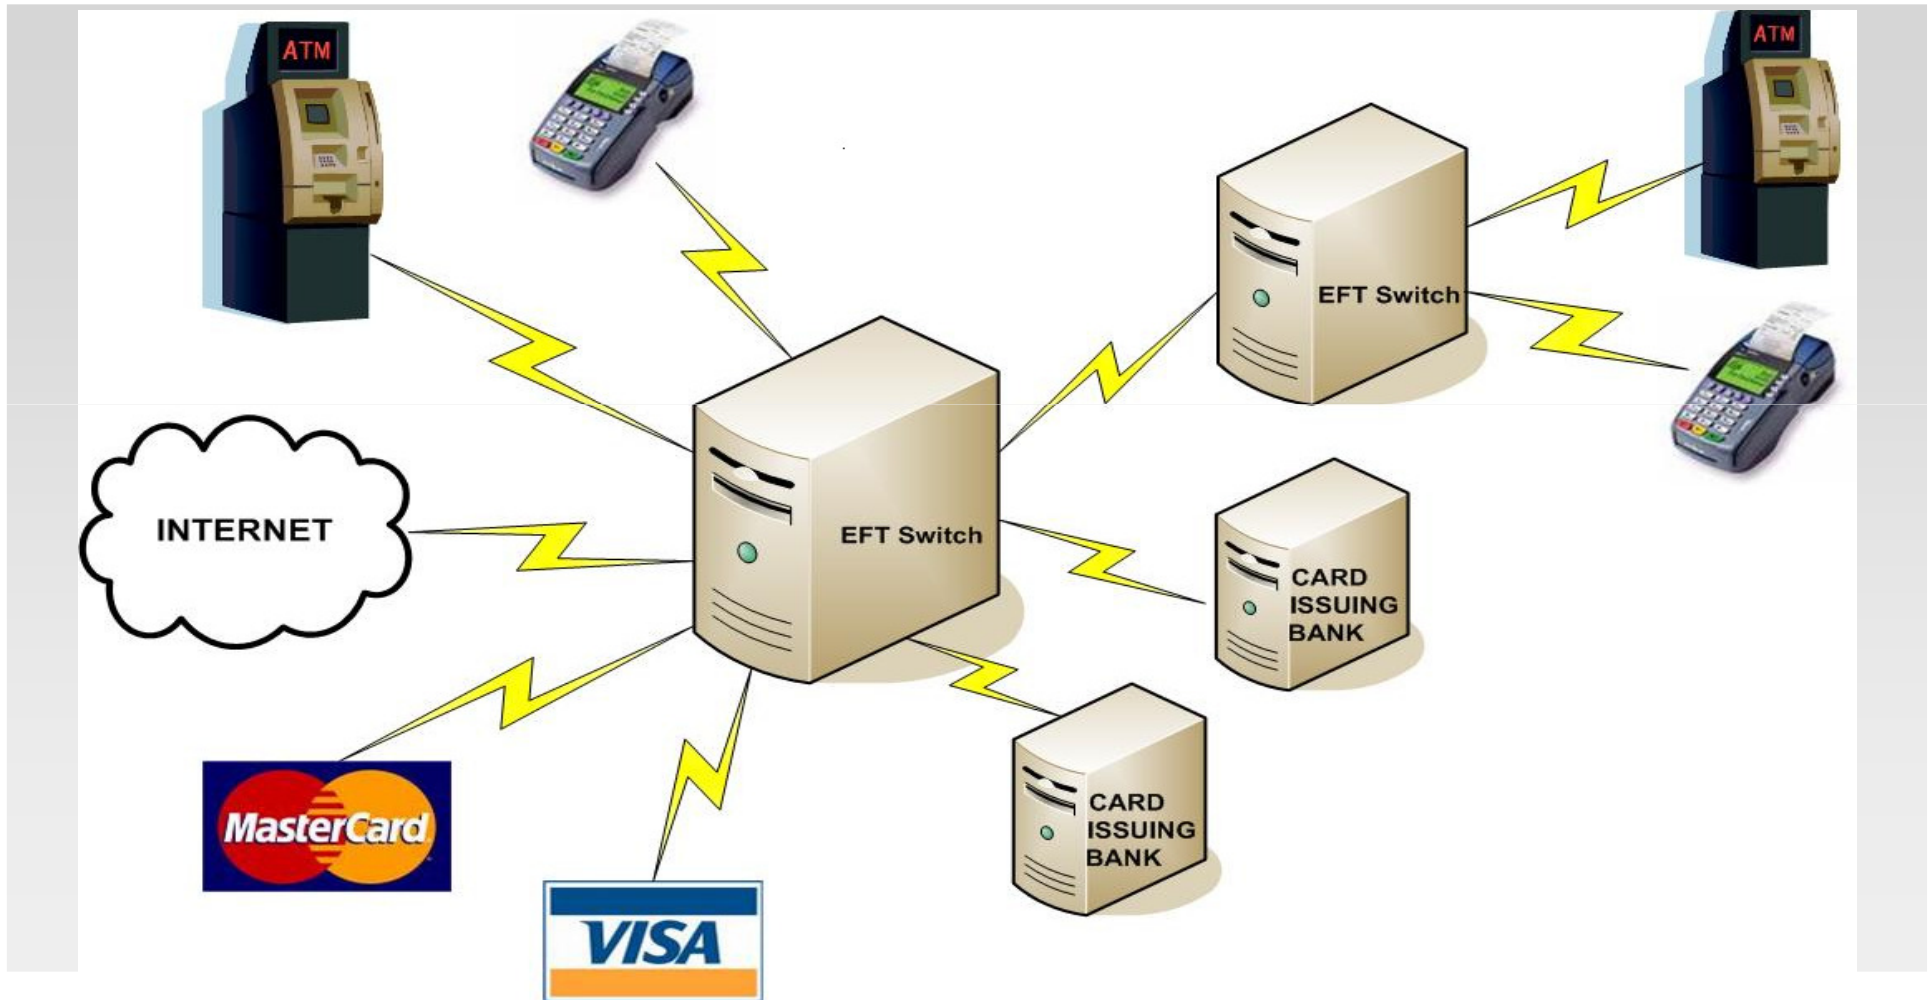 ATM
ATM
EFT Switch
INTERNET
EFT Switch
CARD
ISSUING
BANK
MasterCard
CARD
ISSUING
BANK
VISA